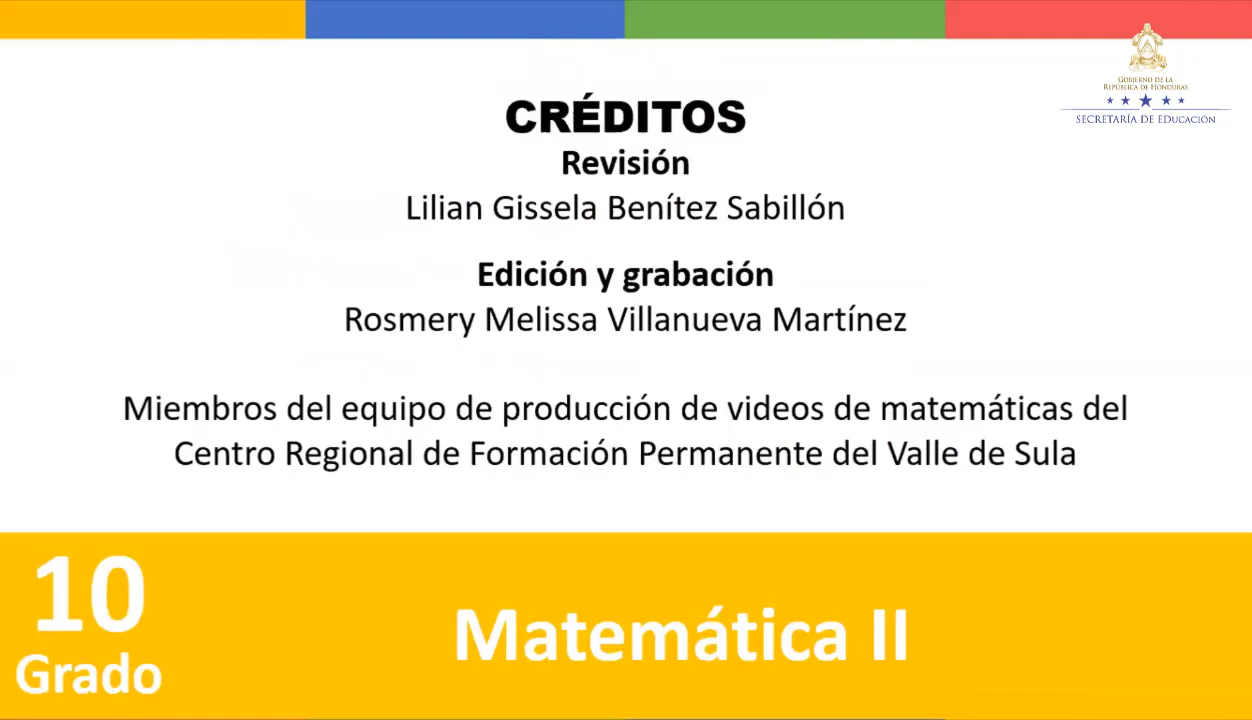 GOBIERNO DE LA
REPÚBLICA DE HONDURAS
SECRETARÍA DE EDUCACIÓN
CRÉDITOS
Revisión
Lilian Gissela Benítez Sabillón
Edición y grabación
Rosmery Melissa Villanueva Martínez
Miembros del equipo de producción de videos de matemáticas del
Centro Regional de Formación Permanente del Valle de Sula
10
Grado
Matemática II